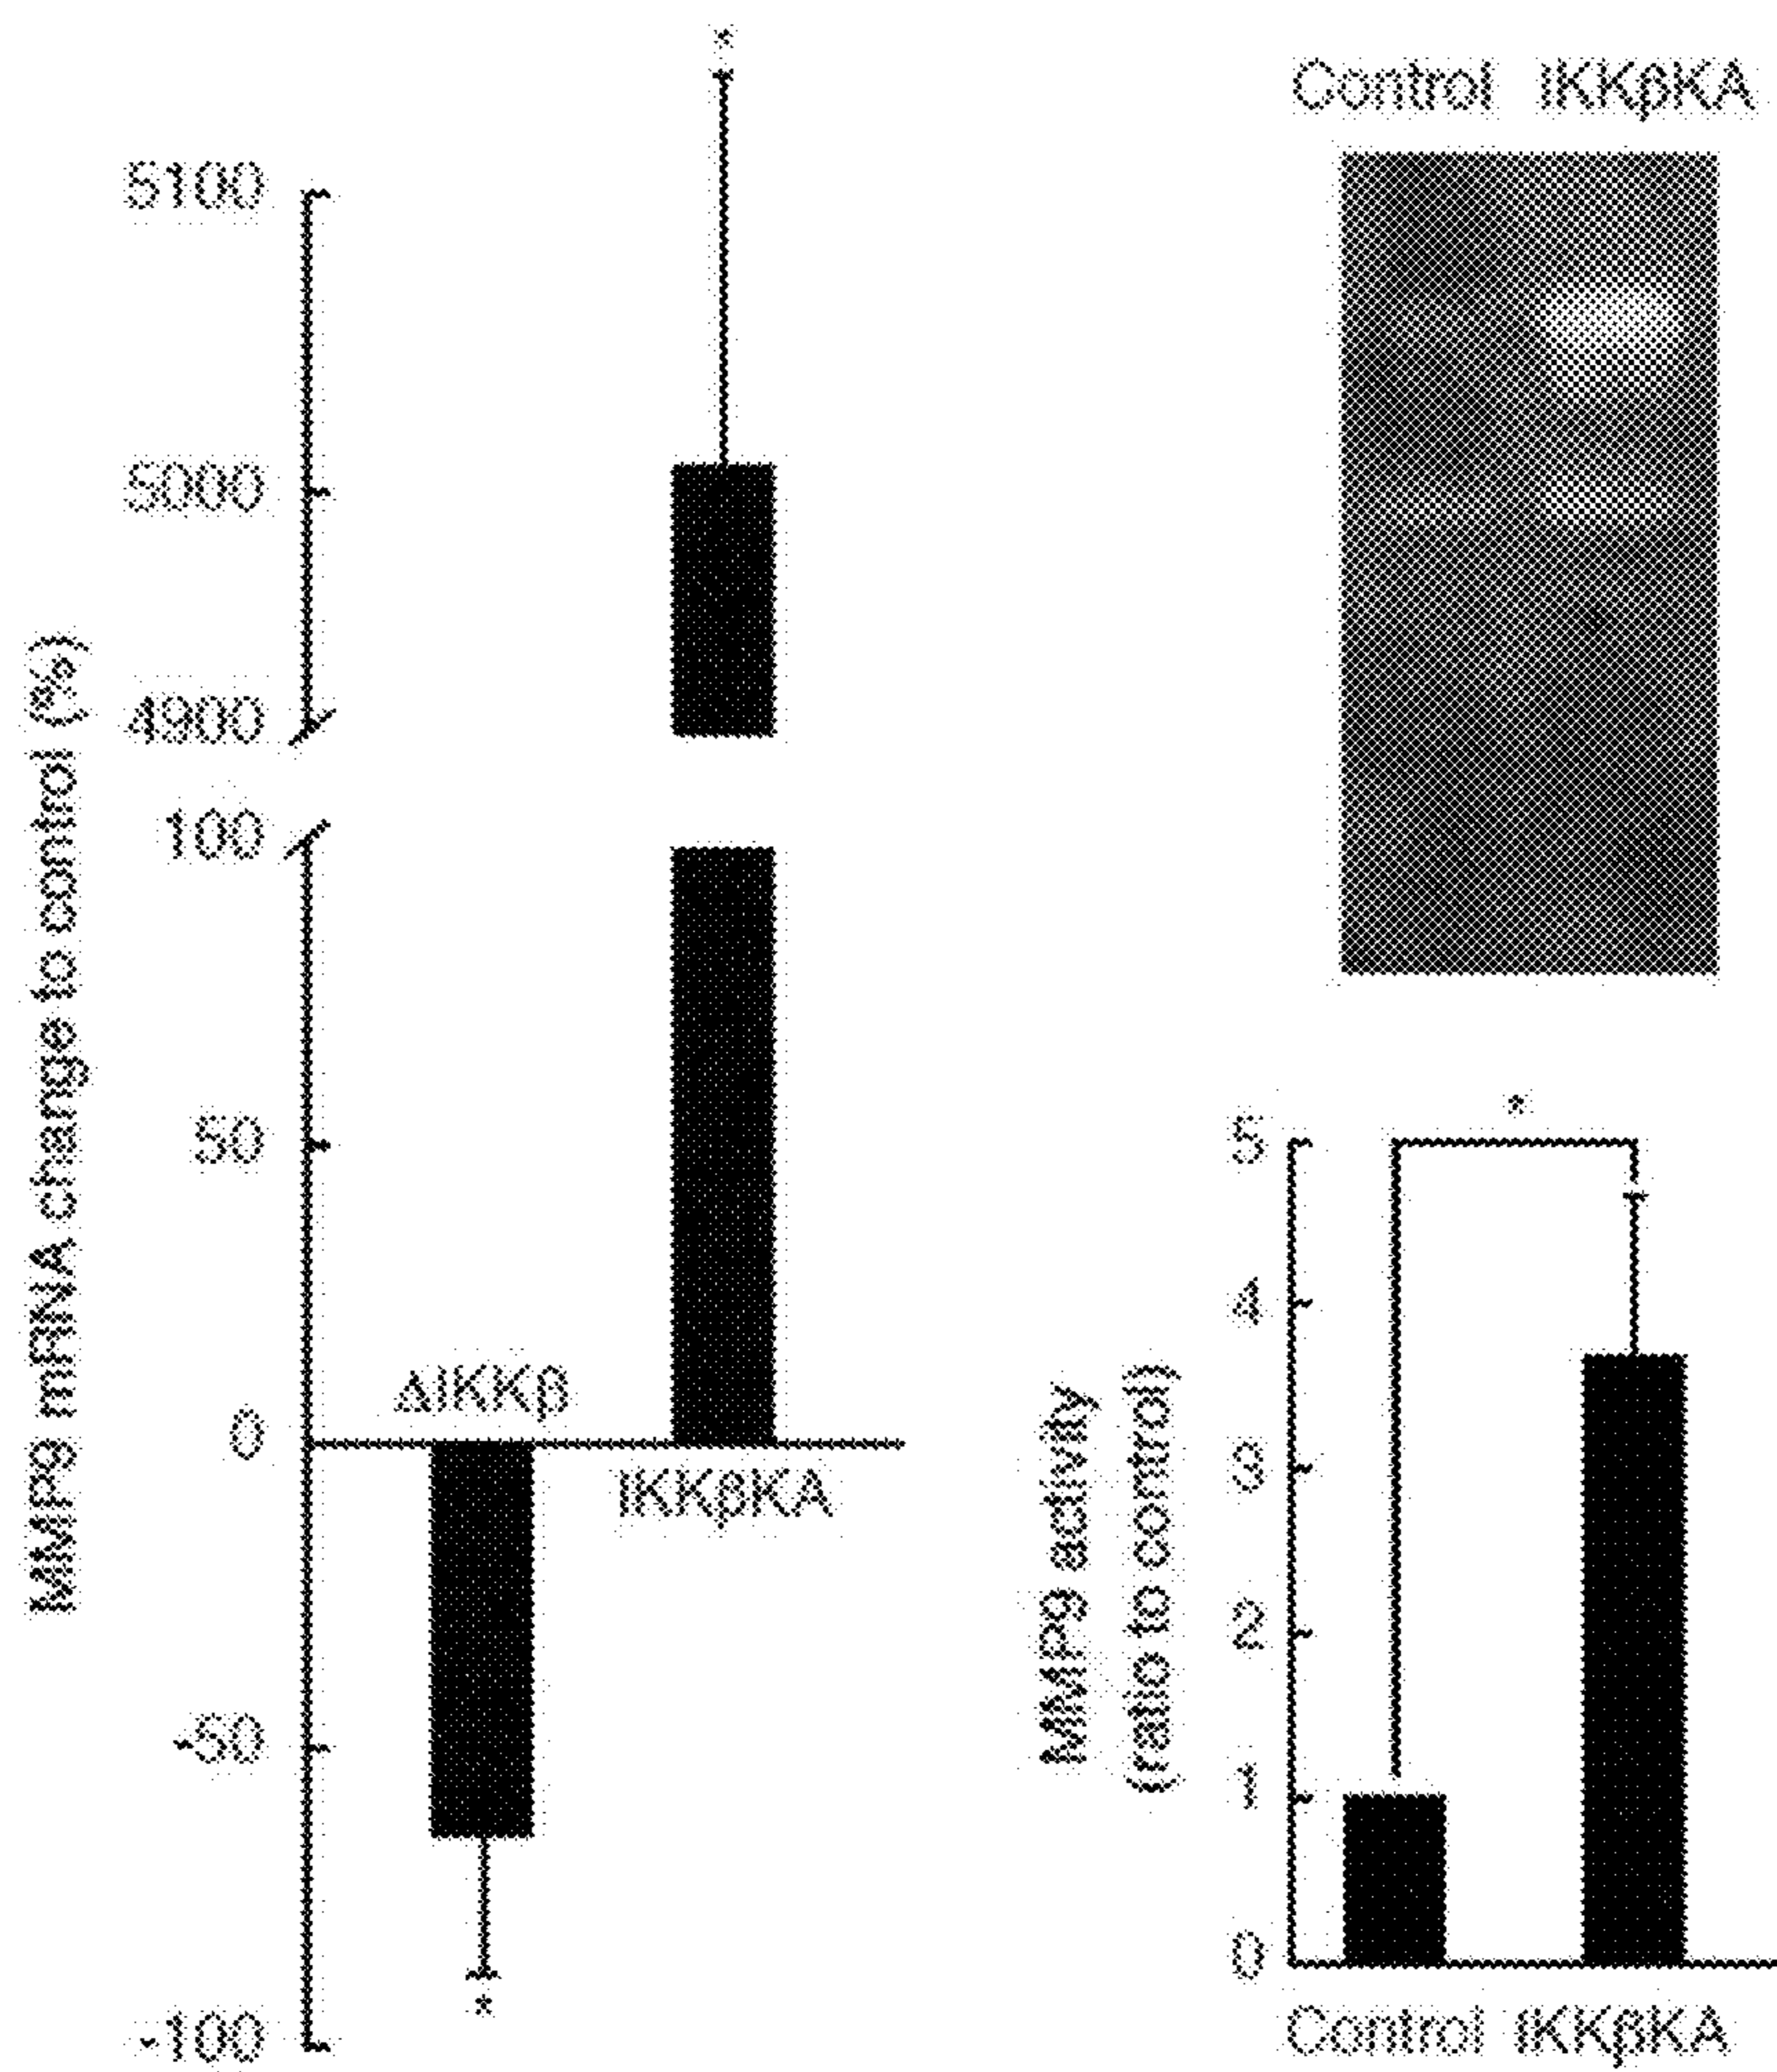 MMP9 mRNA change to control (%)
5100
5000
4900
100
50
0
-50
-100
*
ΔIKKβ
IKKβKA
*
Control IKKβKA
MMP9 activity
(ratio to control)
5
4
3
2
1
0
*
Control IKKβKA